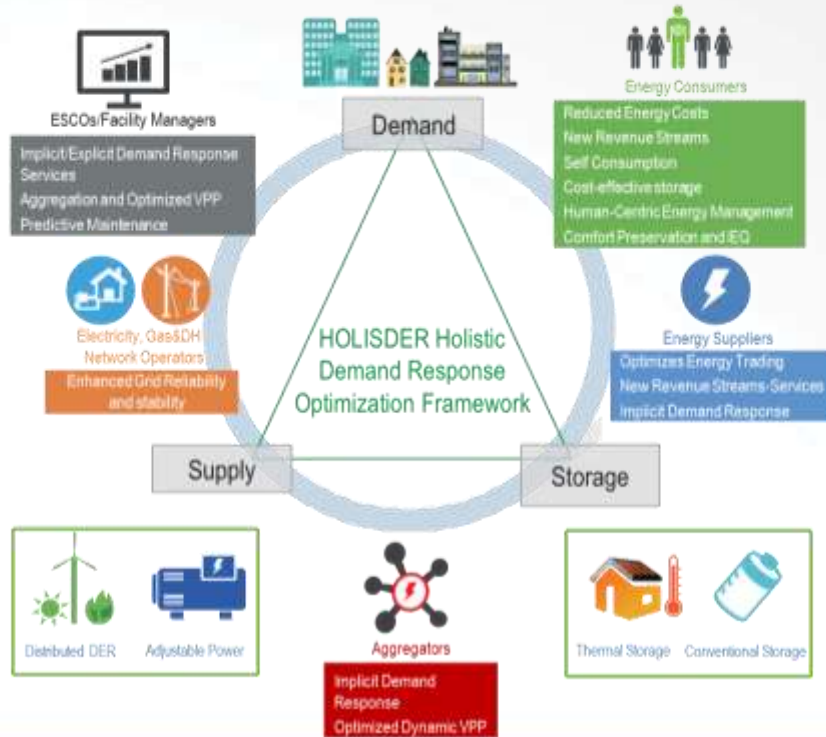 ESCOs/Facility Managers
Implicit/Explicit Demand Response
Services
Aggregation and Optimized VPP
Predictive Maintenance
Demand
Energy Consumers
Reduced Energy Costs
New Revenue Streams
Self Consumption
Cost-effective storage
Human-Centric Energy Management
Comfort Preservation and IEQ
Electricity, Gas&DH
Network Operators
Enhanced Grid Reliability
and stability
HOLISDER Holistic
Demand Response
Optimization Framework
Energy Suppliers
Optimizes Energy Trading
New Revenue Streams-Services
Implicit Demand Response
Supply
Storage
Distributed DER
Adjustable Power
Aggregators
Implicit Demand
Response
Optimized Dynamic VPP
Thermal Storage
Conventional Storage